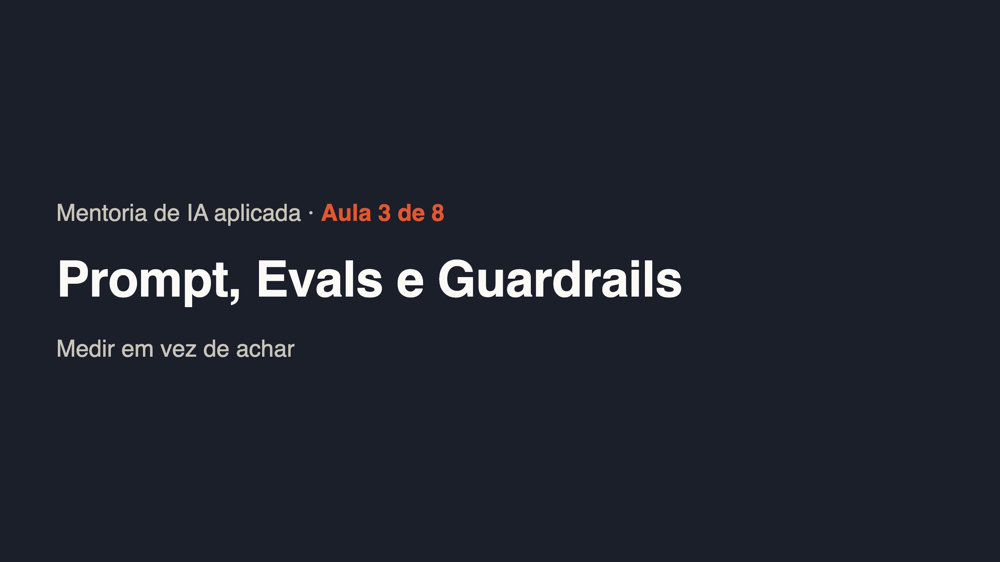 Mentoria de IA aplicada · Aula 3 de 8
Prompt, Evals e Guardrails
Medir em vez de achar